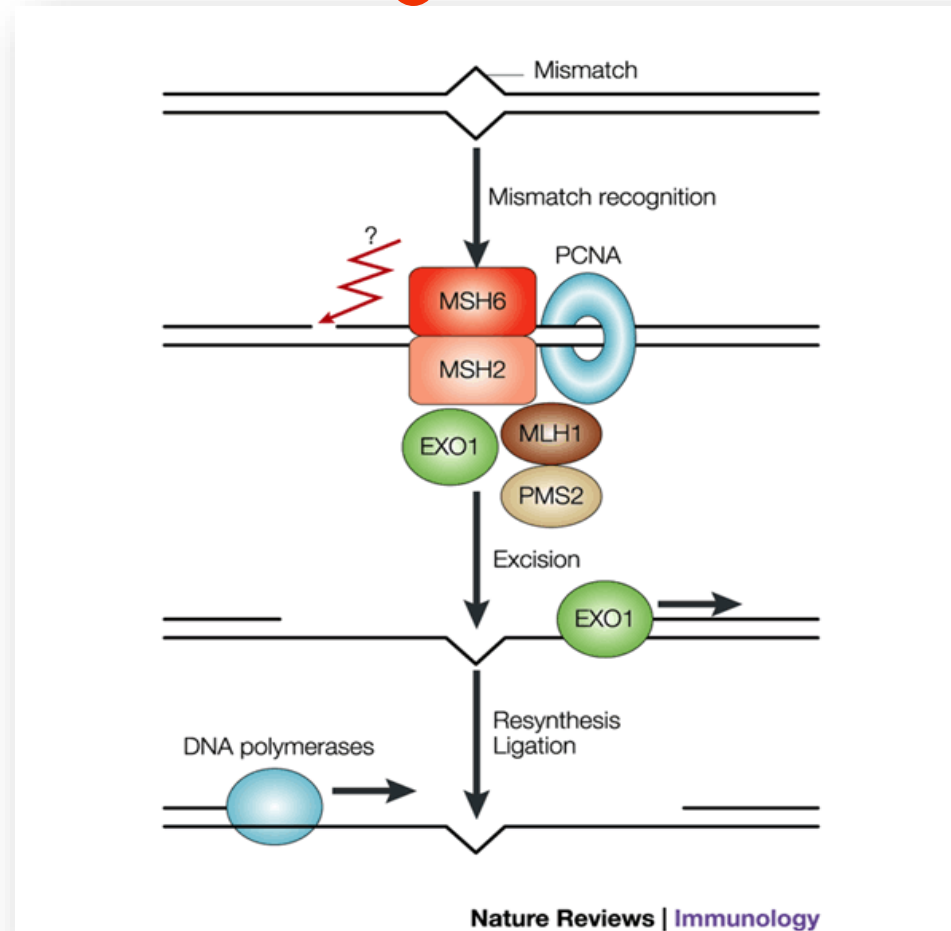 Mismatch
Mismatch recognition
?
PCNA
MSH6
MSH2
EXO1
MLH1
PMS2
Excision
EXO1
Resynthesis
Ligation
DNA polymerases
Nature Reviews | Immunology